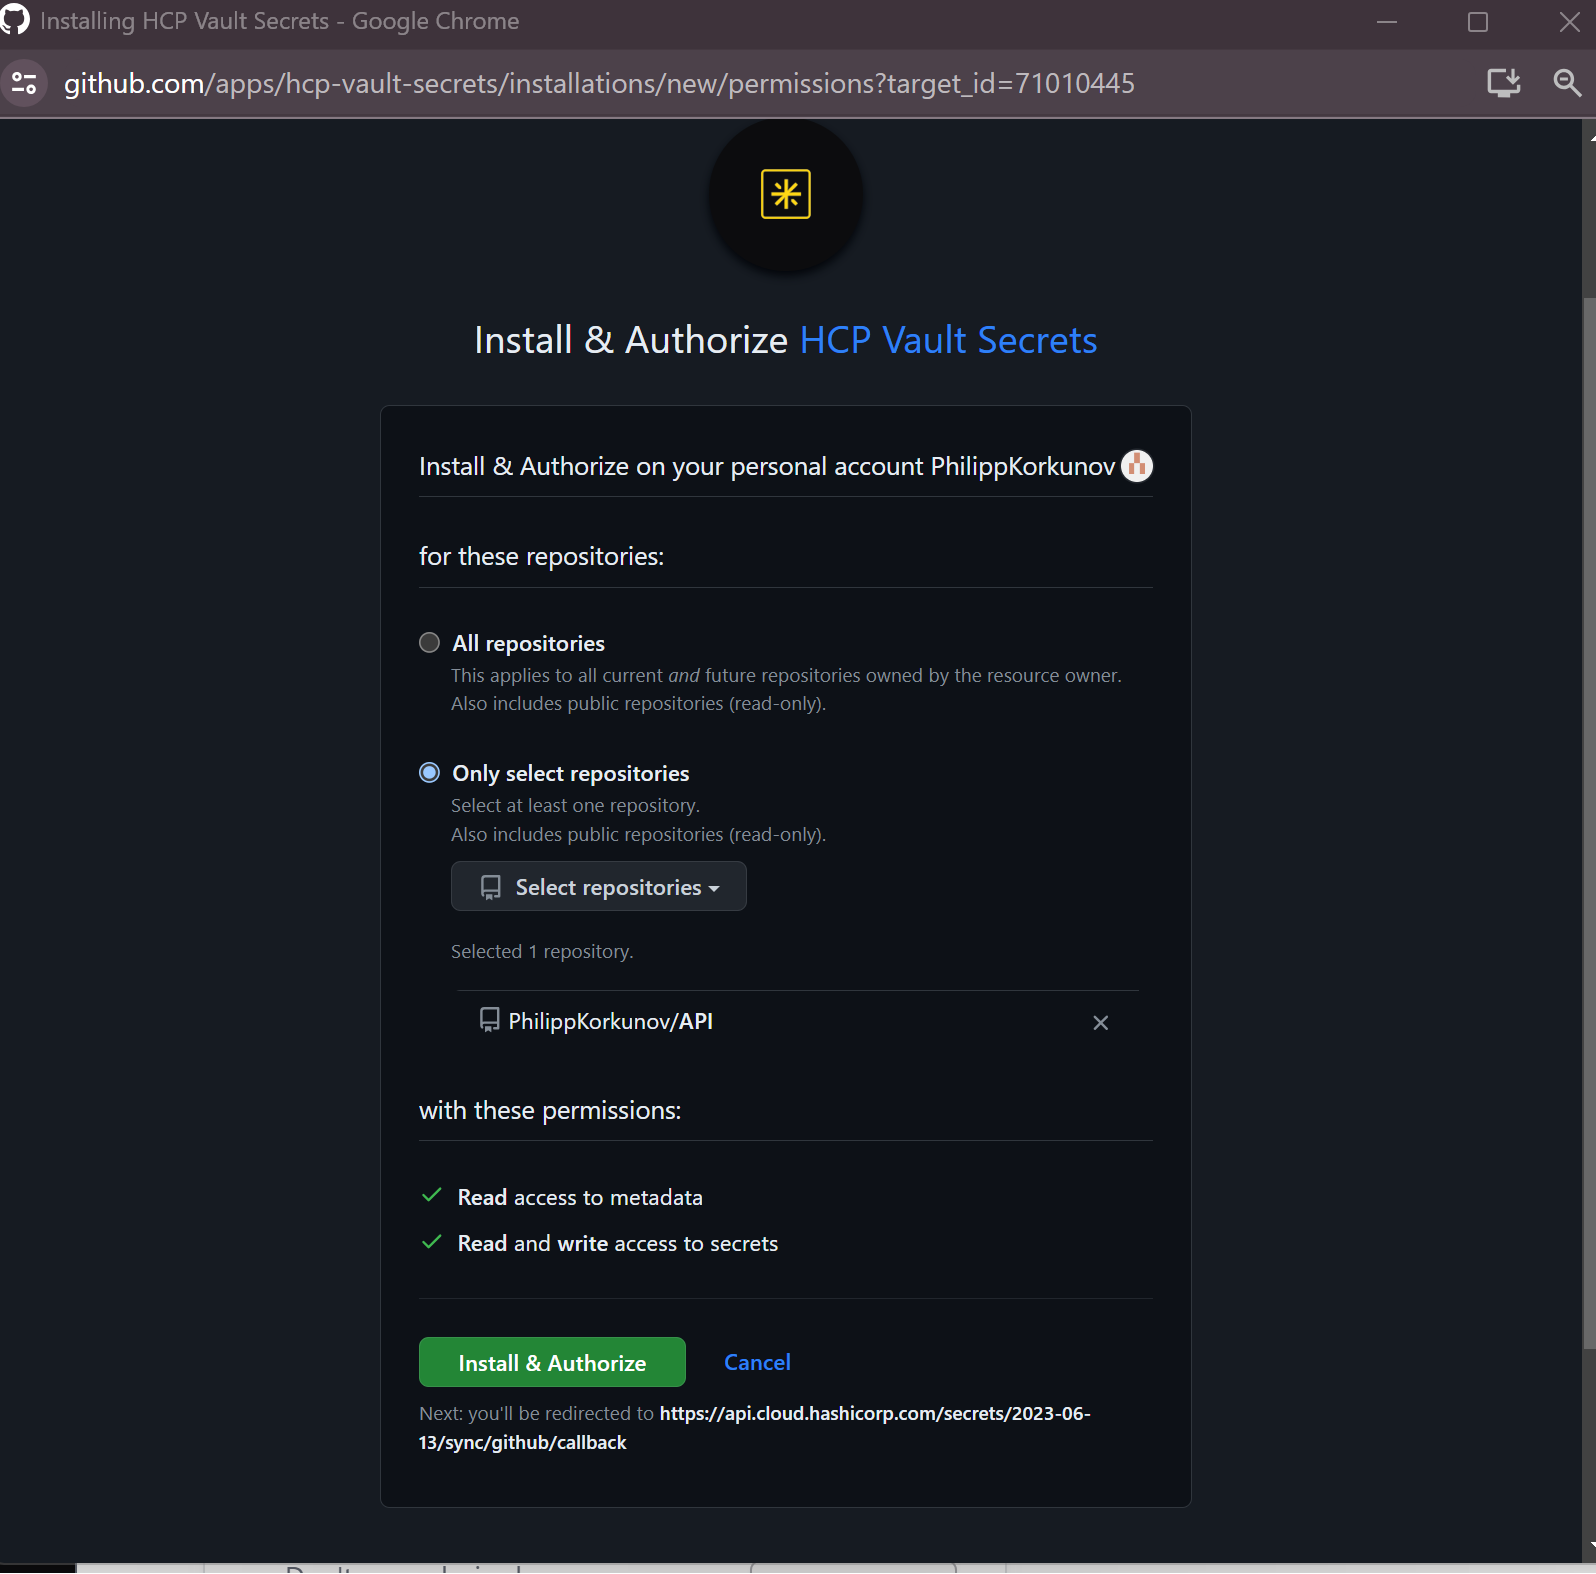 Installing HCP Vault Secrets - Google Chrome
github.com/apps/hcp-vault-secrets/installations/new/permissions?target_id=71010445
Install & Authorize HCP Vault Secrets
Install & Authorize on your personal account PhilippKorkunov
for these repositories:
All repositories
This applies to all current and future repositories owned by the resource owner.
Also includes public repositories (read-only).
Only select repositories
Select at least one repository.
Also includes public repositories (read-only).
Select repositories
Selected 1 repository.
PhilippKorkunov/API
with these permissions:
Read access to metadata
Read and write access to secrets
Install & Authorize Cancel
Next: you'll be redirected to https://api.cloud.hashicorp.com/secrets/2023-06-
13/sync/github/callback